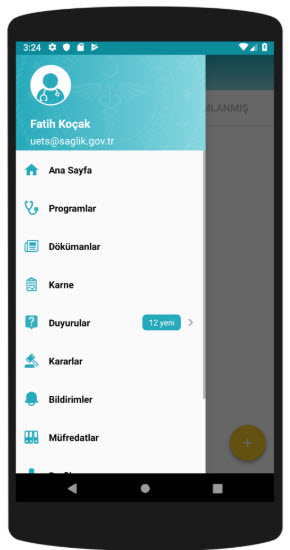 3:24
Fatih Koçak
uets@saglik.gov.tr
Ana Sayfa
Programlar
Dökümanlar
Karne
Duyurular 12 yeni
Kararlar
Bildirimler
Müfredatlar